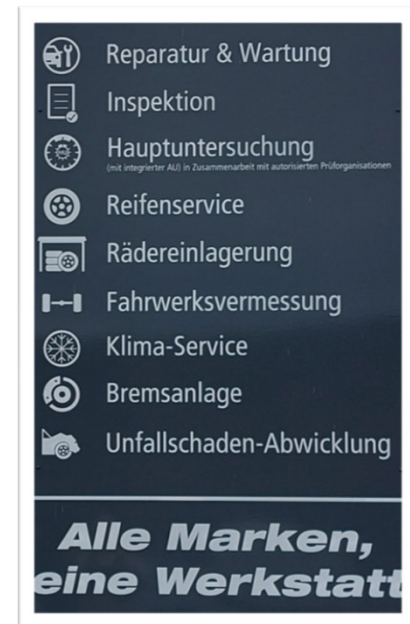 Reparatur & Wartung
Inspektion
Hauptuntersuchung
(mit integrierter AU) in Zusammenarbeit mit autorisierten Prüforganisationen
Reifenservice
Rädereinlagerung
Fahrwerksvermessung
Klima-Service
Bremsanlage
Unfallschaden-Abwicklung
Alle Marken,
eine Werkstatt